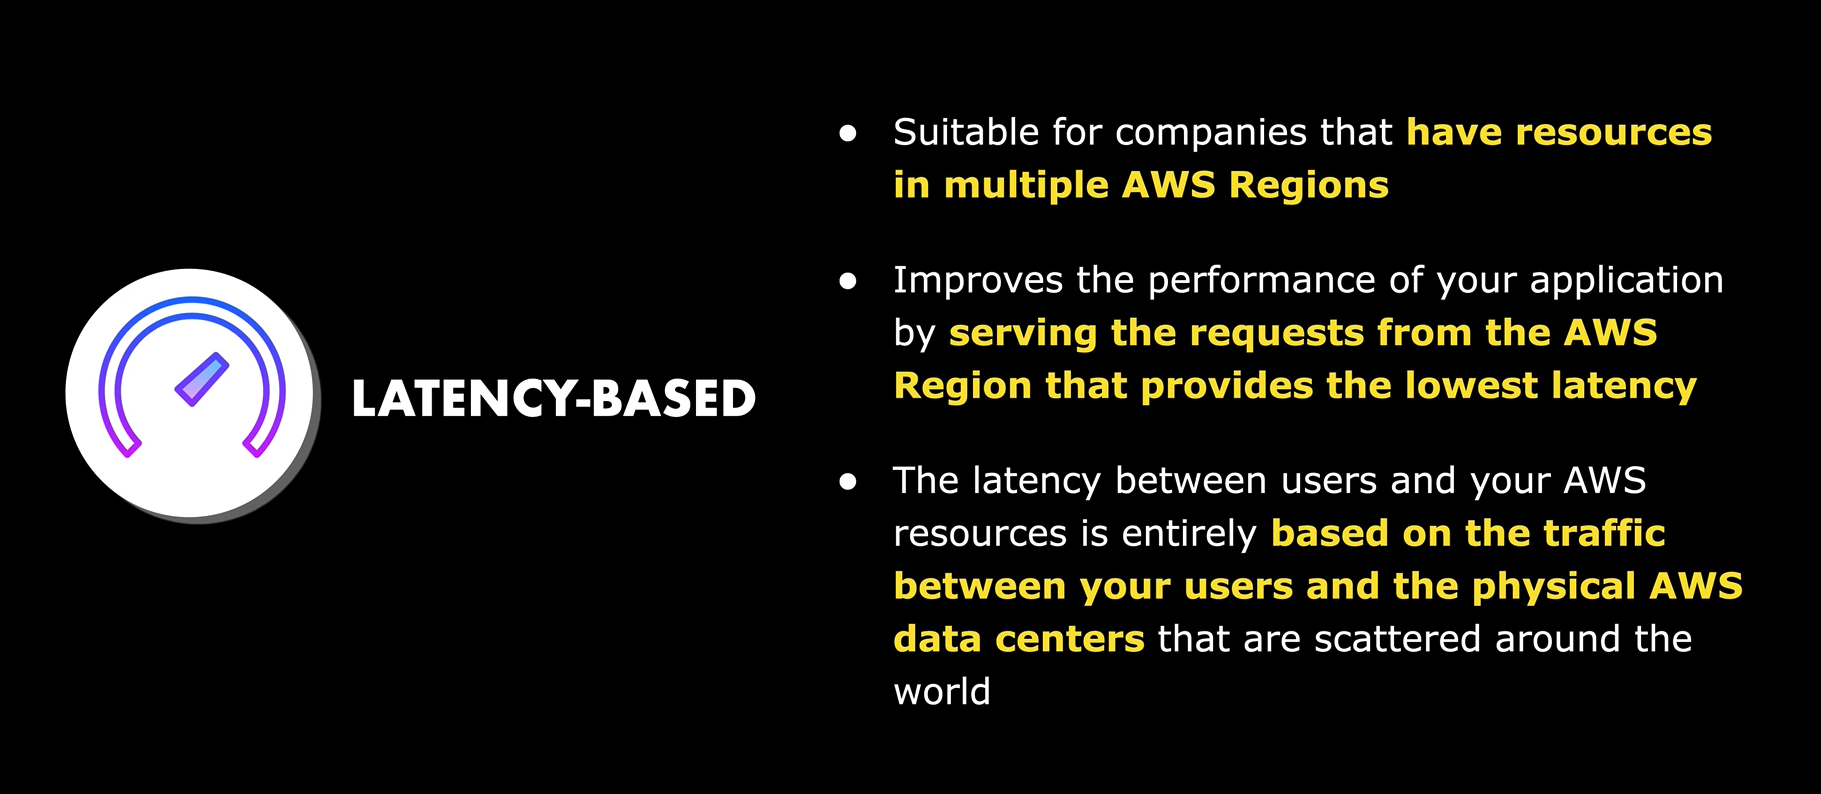 LATENCY-BASED
● Suitable for companies that have resources
in multiple AWS Regions
● Improves the performance of your application
by serving the requests from the AWS
Region that provides the lowest latency
● The latency between users and your AWS
resources is entirely based on the traffic
between your users and the physical AWS
data centers that are scattered around the
world